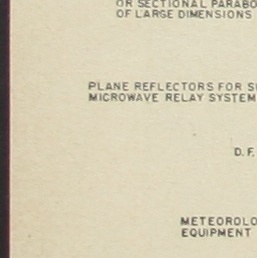 OR SECTIONAL PARABO
OF LARGE DIMENSIONS
PLANE REFLECTORS FOR
MICROWAVE RELAY SYSTEM
D.F.
METEOROLO
EQUIPMENT